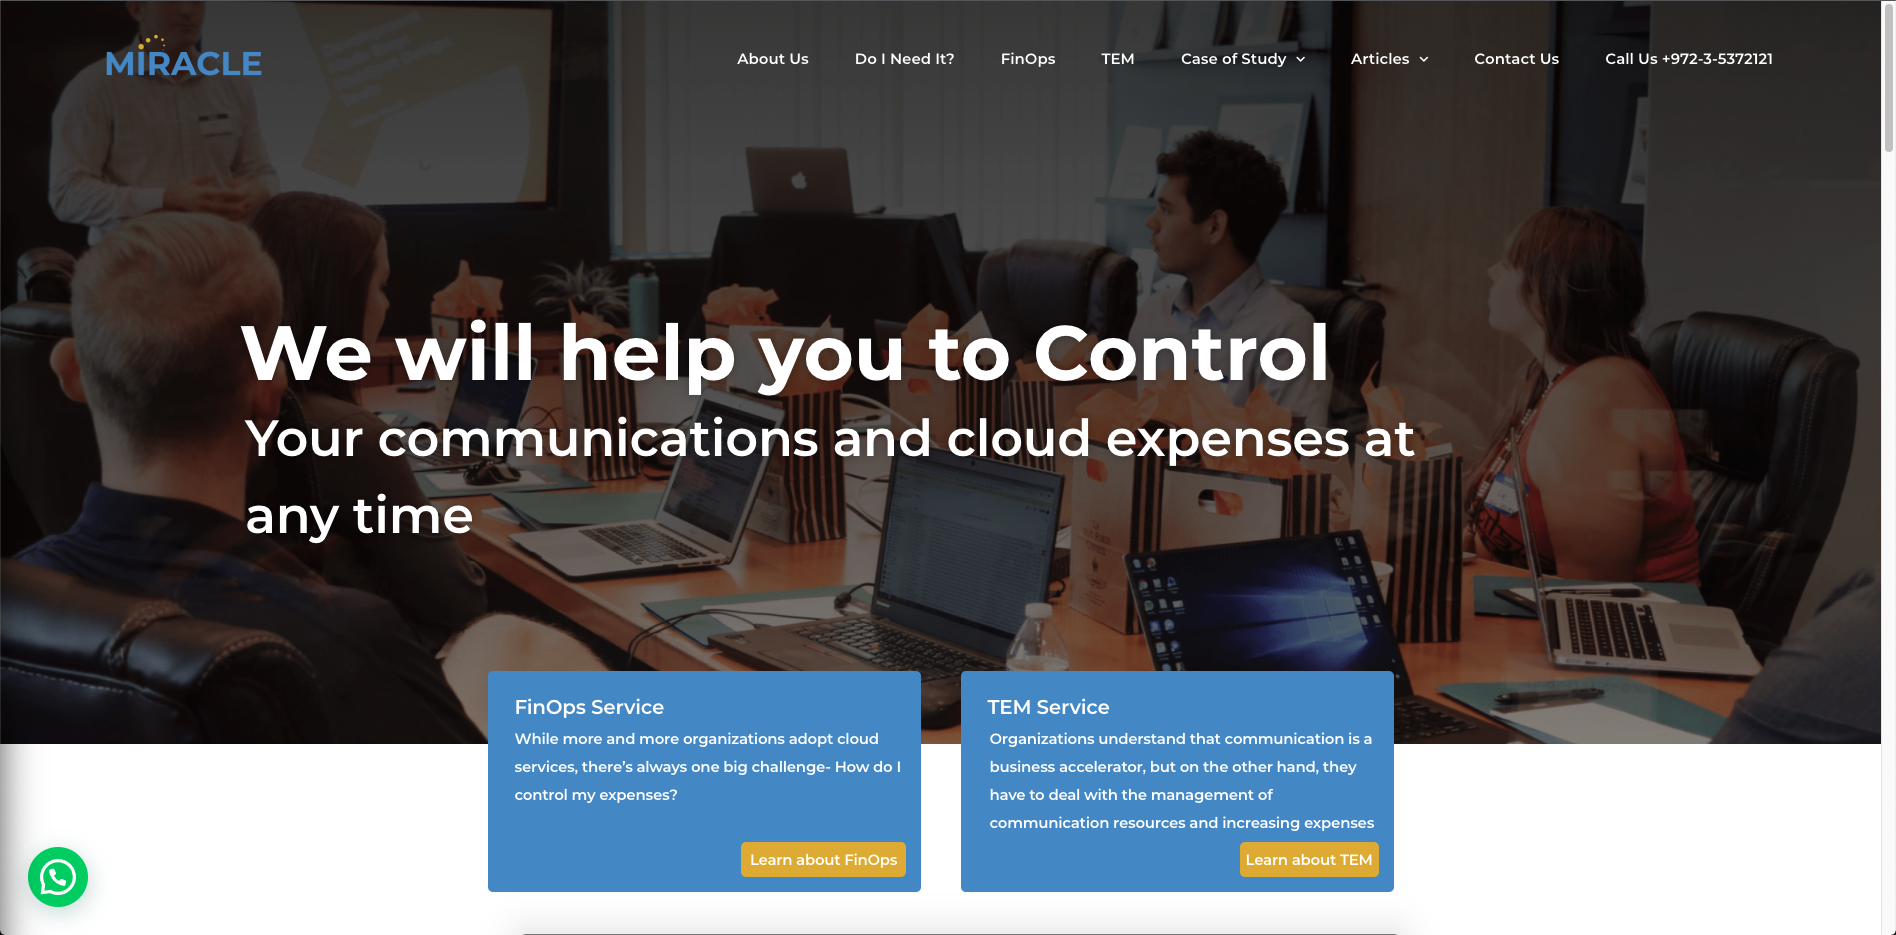 MIRACLE
About Us
Do I Need It?
FinOps
TEM
Case of Study
Articles
Contact Us
Call Us +972-3-5372121
We will help you to Control
Your communications and cloud expenses at
any time
FinOps Service
While more and more organizations adopt cloud
services, there’s always one big challenge- How do I
control my expenses?
Learn about FinOps
TEM Service
Organizations understand that communication is a
business accelerator, but on the other hand, they
have to deal with the management of
communication resources and increasing expenses
Learn about TEM